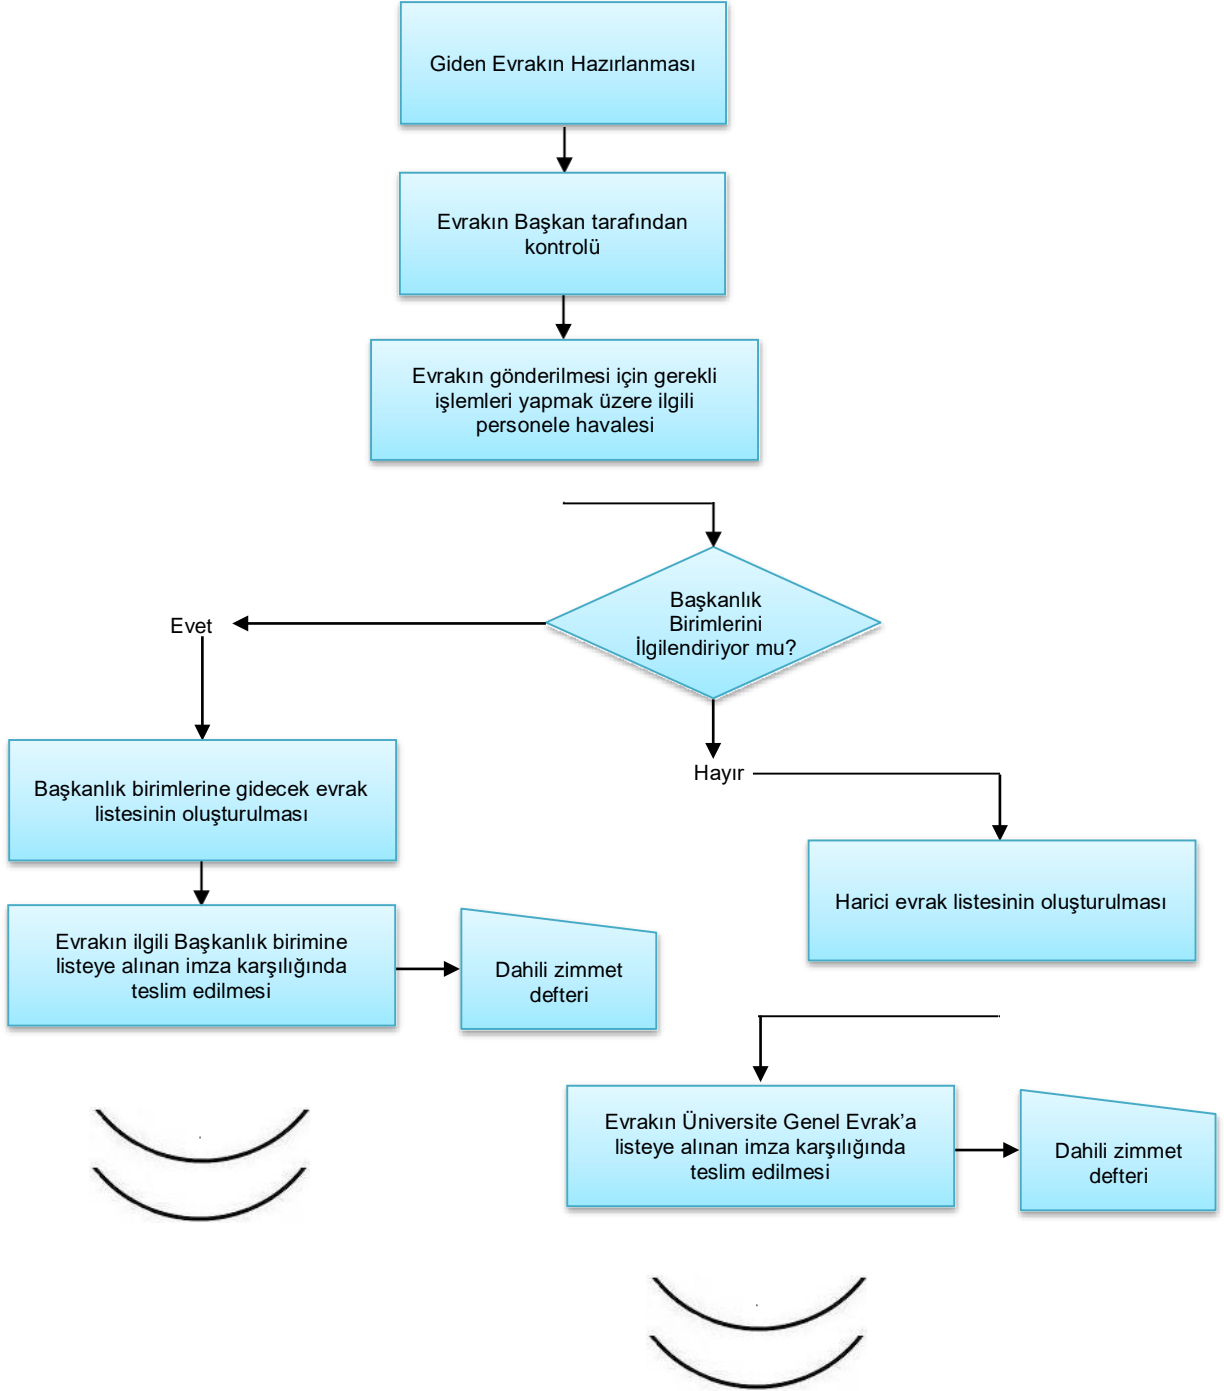 Giden Evrakın Hazırlanması
Evrakın Başkan tarafından
kontrolü
Evrakın gönderilmesi için gerekli
işlemleri yapmak üzere ilgili
personele havalesi
Başkanlık
Birimlerini
İlgilendiriyor mu?
Evet
Hayır
Başkanlık birimlerine gidecek evrak
listesinin oluşturulması
Harici evrak listesinin oluşturulması
Evrakın ilgili Başkanlık birimine
listeye alınan imza karşılığında
teslim edilmesi
Dahili zimmet
defteri
Evrakın Üniversite Genel Evrak’a
listeye alınan imza karşılığında
teslim edilmesi
Dahili zimmet
defteri